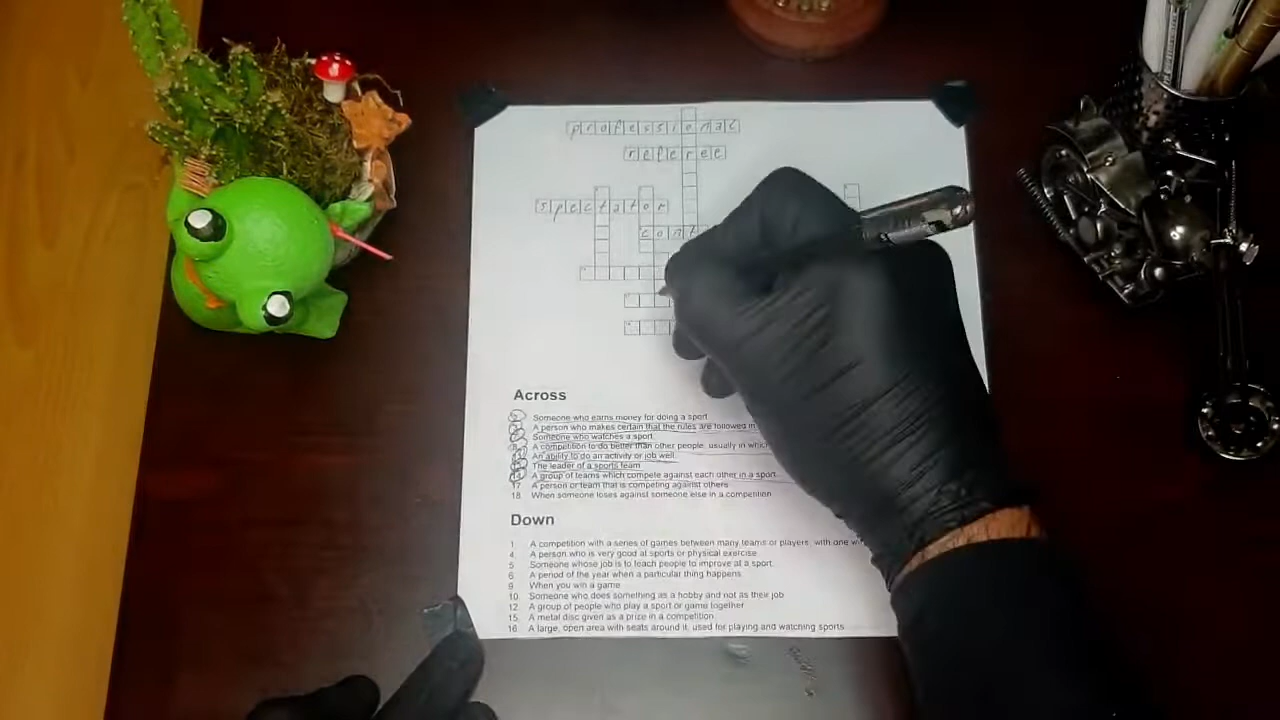 professional
referee
spectator
cont
Across
Someone who earns money for doing a sport
A person who makes certain that the rules are followed in
Someone who watches a sport
A competition to do better than other people, usually in which
An ability to do an activity or job well.
The leader of a sports team
A group of teams which compete against each other in a sport
17 A person or team that is competing against others
18 When someone loses against someone else in a competition
Down
1 A competition with a series of games between many teams or players, with one
4 A person who is very good at sports or physical exercise
5 Someone whose job is to teach people to improve at a sport.
6 A period of the year when a particular thing happens
9 When you win a game
10 Someone who does something as a hobby and not as their job
12 A group of people who play a sport or game together
15 A metal disc given as a prize in a competition
16 A large, open area with seats around it, used for playing and watching sports